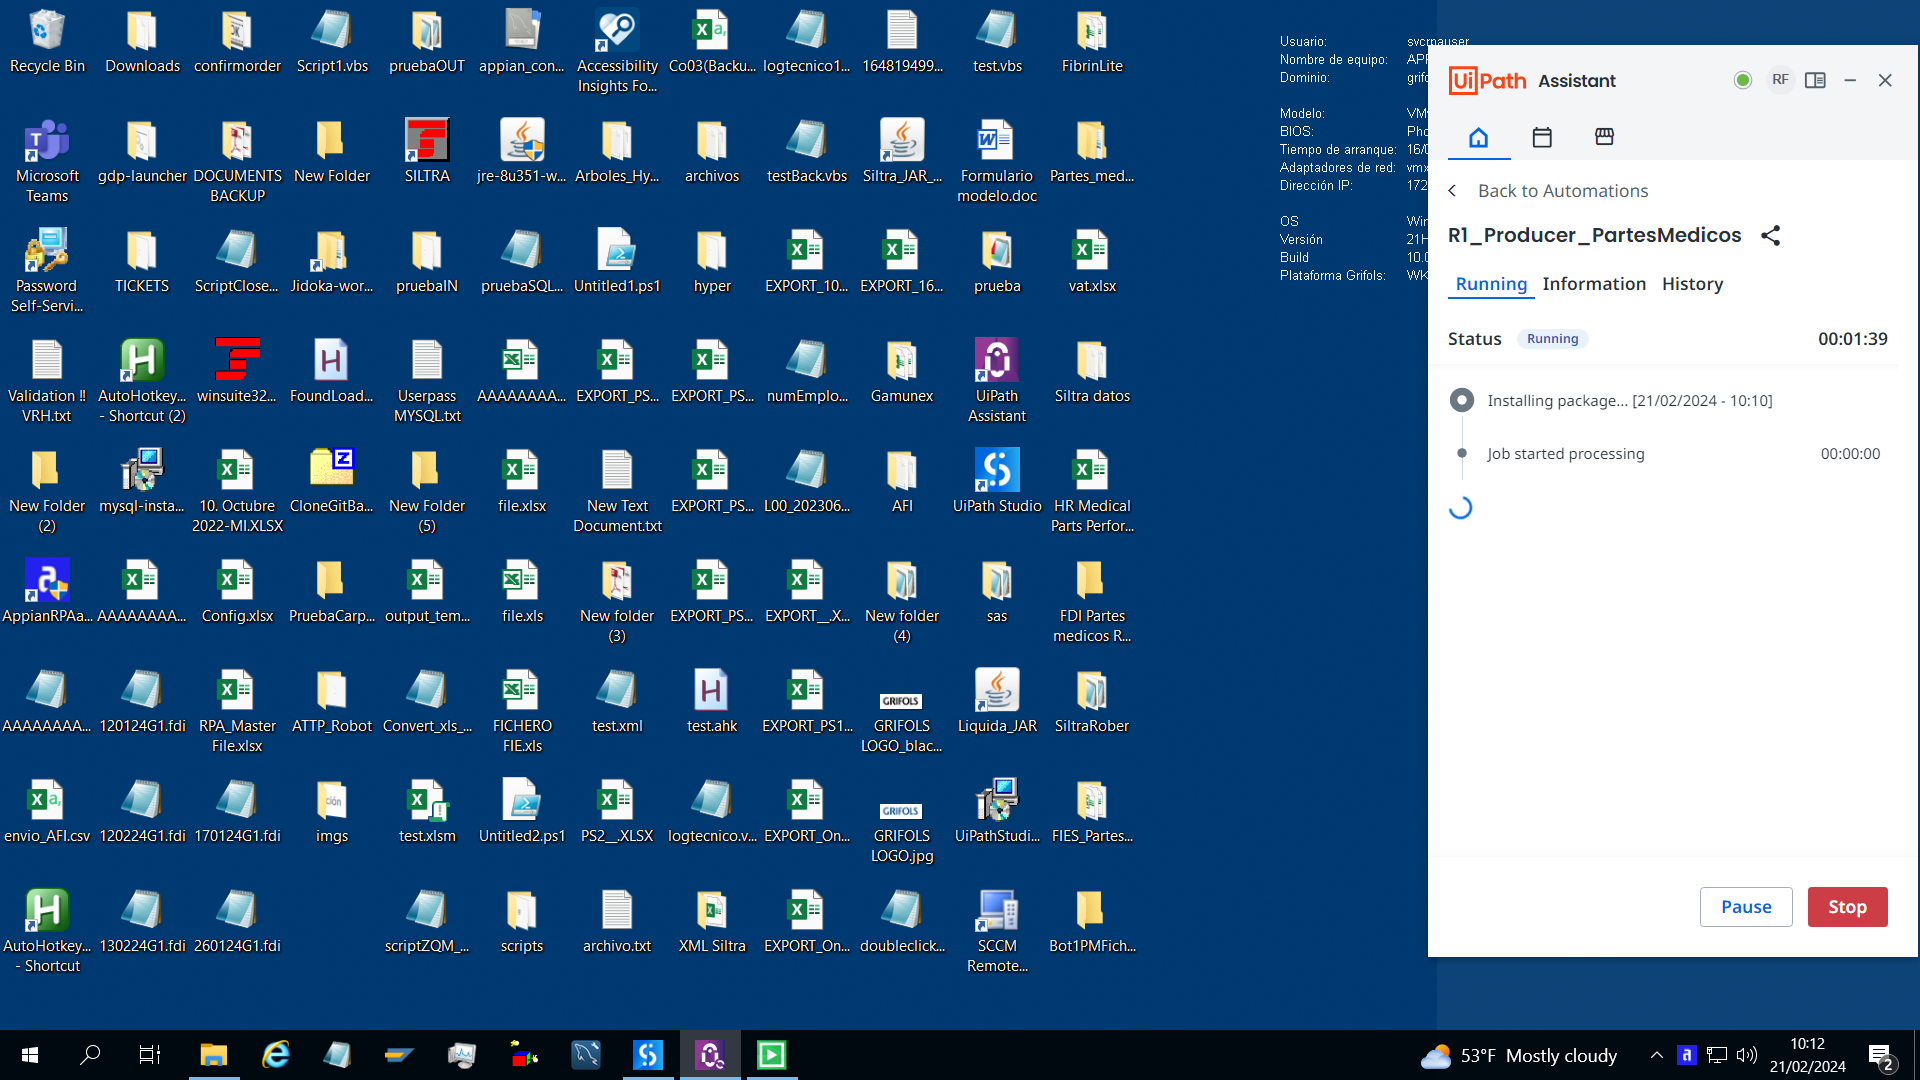 Recycle Bin
Downloads
confirmorder
Script1.vbs
pruebaOUT
appian_con...
Accessibility
Insights Fo...
Co03(Backu...
logtecnico1...
164819499...
test.vbs
FibrinLite
Microsoft
Teams
gdp-launcher
DOCUMENTS
BACKUP
New Folder
SILTRA
jre-8u351-w...
Arboles_Hy...
archivos
testBack.vbs
Siltra_JAR_...
Formulario
modelo.doc
Partes_med...
Password
Self-Servi...
TICKETS
ScriptClose...
Jidoka-wor...
pruebaIN
pruebaSQL...
Untitled1.ps1
hyper
EXPORT_10...
EXPORT_16...
prueba
vat.xlsx
Validation !!
VRH.txt
AutoHotkey...
- Shortcut (2)
winsuite32...
FoundLoad...
Userpass
MYSQL.txt
AAAAAAAA...
EXPORT_PS...
EXPORT_PS...
numEmplo...
Gamunex
UiPath
Assistant
Siltra datos
New Folder
(2)
mysql-insta...
10. Octubre
2022-MI.XLSX
CloneGitBa...
New Folder
(5)
file.xlsx
New Text
Document.txt
EXPORT_PS...
L00_202306...
AFI
UiPath Studio
HR Medical
Parts Perfor...
AppianRPAa...
AAAAAAAA...
Config.xlsx
PruebaCarp...
output_tem...
file.xls
New folder
(3)
EXPORT_PS...
EXPORT__.X...
New folder
(4)
sas
FDI Partes
medicos R...
AAAAAAAA...
120124G1.fdi
RPA_Master
File.xlsx
ATTP_Robot
Convert_xls_...
FICHERO
FIE.xls
test.xml
test.ahk
EXPORT_PS1...
GRIFOLS
GRIFOLS
LOGO_blac...
Liquida_JAR
SiltraRober
envio_AFI.csv
120224G1.fdi
170124G1.fdi
ción
imgs
test.xlsm
Untitled2.ps1
PS2__.XLSX
logtecnico.v...
EXPORT_On...
GRIFOLS
GRIFOLS
LOGO.jpg
UiPathStudi...
FIES_Partes...
AutoHotkey...
- Shortcut
130224G1.fdi
260124G1.fdi
scriptZQM_...
scripts
archivo.txt
XML Siltra
EXPORT_On...
doubleclick...
SCCM
Remote...
Bot1PMFich...
Usuario:
Nombre de equipo:
Dominio:
Modelo:
BIOS:
Tiempo de arranque: 16/
Adaptadores de red:
Dirección IP: 172
OS
Versión 21H
Build 10.0
Plataforma Grifols: WK
UiPath Assistant
RF
Back to Automations
R1_Producer_PartesMedicos
Running Information History
Status Running 00:01:39
Installing package... [21/02/2024 - 10:10]
Job started processing 00:00:00
Pause Stop
53°F Mostly cloudy
10:12
21/02/2024
2